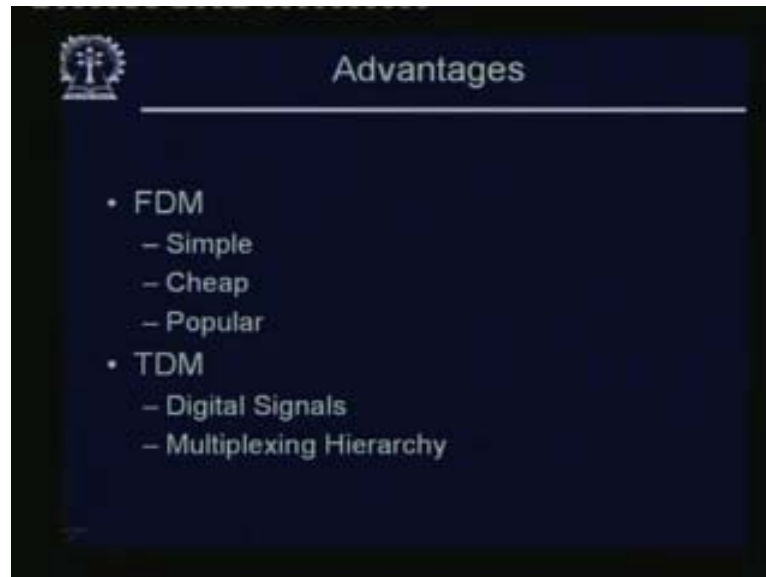 Advantages
• FDM
– Simple
– Cheap
– Popular
• TDM
– Digital Signals
– Multiplexing Hierarchy